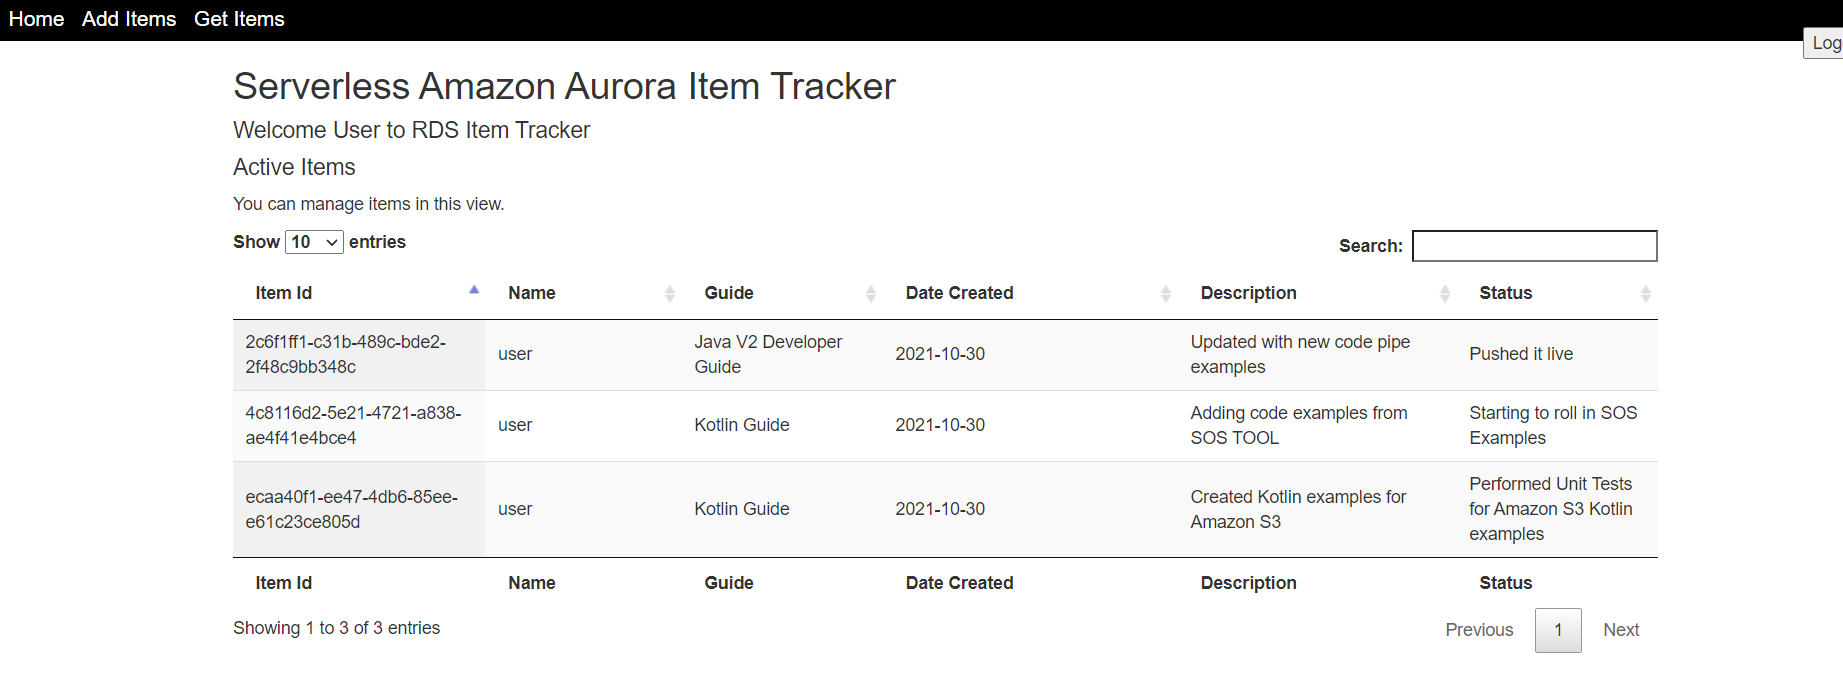 Home Add Items Get Items
Log
Serverless Amazon Aurora Item Tracker
Welcome User to RDS Item Tracker
Active Items
You can manage items in this view.
Show 10 entries
Search:
Item Id Name Guide Date Created Description Status
2c6f1ff1-c31b-489c-bde2-
2f48c9bb348c
user
Java V2 Developer
Guide
2021-10-30
Updated with new code pipe
examples
Pushed it live
4c8116d2-5e21-4721-a838-
ae4f41e4bce4
user
Kotlin Guide
2021-10-30
Adding code examples from
SOS TOOL
Starting to roll in SOS
Examples
ecaa40f1-ee47-4db6-85ee-
e61c23ce805d
user
Kotlin Guide
2021-10-30
Created Kotlin examples for
Amazon S3
Performed Unit Tests
for Amazon S3 Kotlin
examples
Item Id Name Guide Date Created Description Status
Showing 1 to 3 of 3 entries
Previous 1 Next